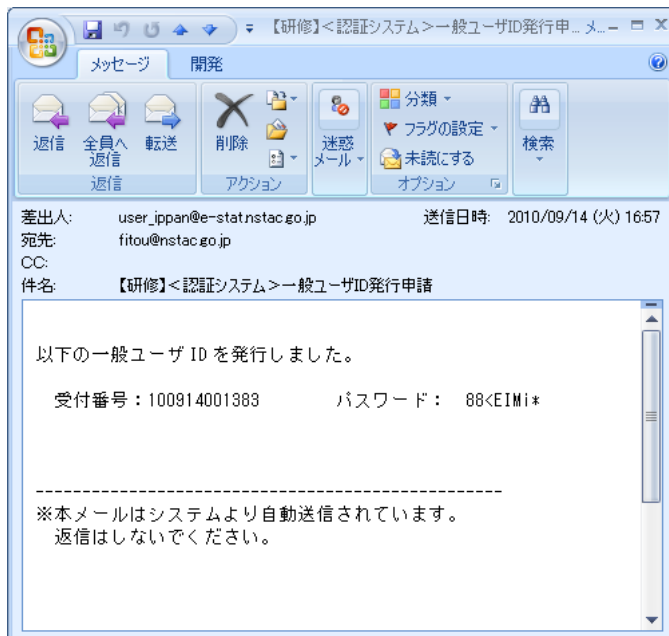 【研修】<認証システム>一般ユーザID発行申... メ...
メッセージ 開発
返信 全員へ返信 転送 削除 迷惑メール 分類 フラグの設定 未読にする 検索
返信 アクション オプション
差出人: user_jppan@e-stat.nstac.go.jp 送信日時: 2010/09/14 (火) 16:57
宛先: fitou@nstac.go.jp
CC:
件名: 【研修】<認証システム>一般ユーザID発行申請
以下の一般ユーザ ID を発行しました。
受付番号：100914001383 パスワード： 88<EIMi*
--------------------------------------------------
※本メールはシステムより自動送信されています。
返信はしないでください。